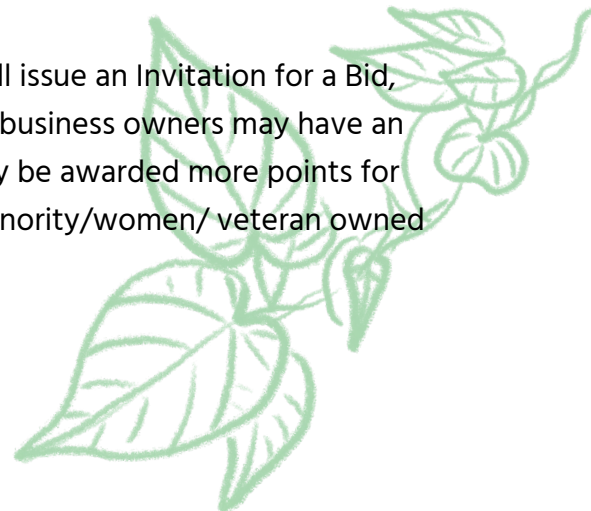 ll issue an Invitation for a Bid,
business owners may have an
y be awarded more points for
nority/women/ veteran owned